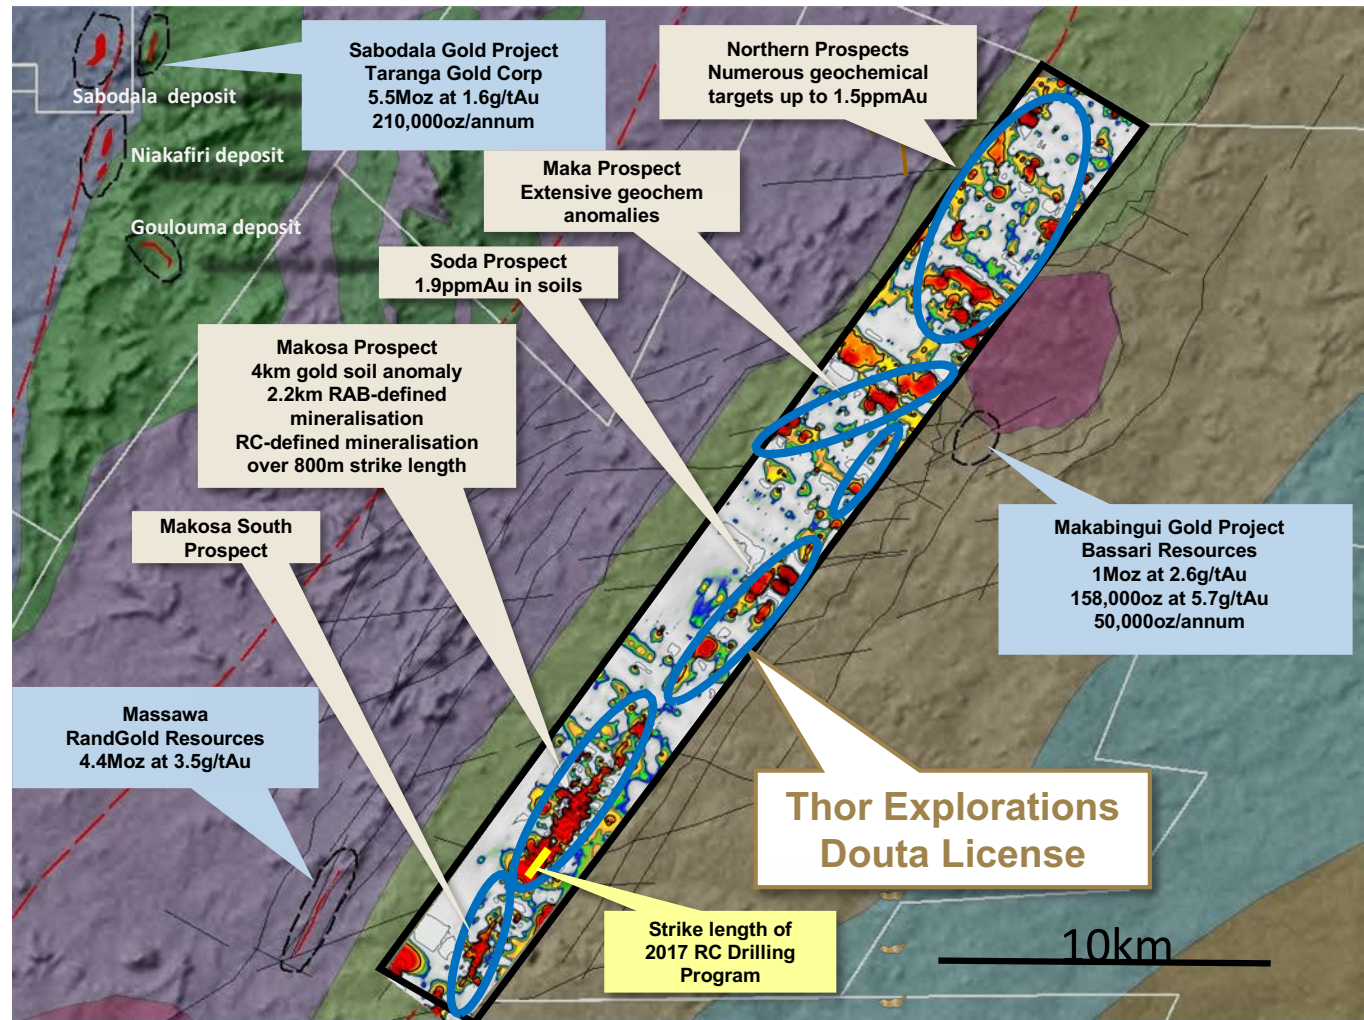 Sabodala Gold Project
Taranga Gold Corp
5.5Moz at 1.6g/tAu
210,000oz/annum
Northern Prospects
Numerous geochemical
targets up to 1.5ppmAu
Sabodala deposit
Niakafiri deposit
Maka Prospect
Extensive geochem
anomalies
Goulouma deposit
Soda Prospect
1.9ppmAu in soils
Makosa Prospect
4km gold soil anomaly
2.2km RAB-defined
mineralisation
RC-defined mineralisation
over 800m strike length
Makosa South
Prospect
Makabingui Gold Project
Bassari Resources
1Moz at 2.6g/tAu
158,000oz at 5.7g/tAu
50,000oz/annum
Massawa
RandGold Resources
4.4Moz at 3.5g/tAu
Thor Explorations
Douta License
Strike length of
2017 RC Drilling
Program
10km